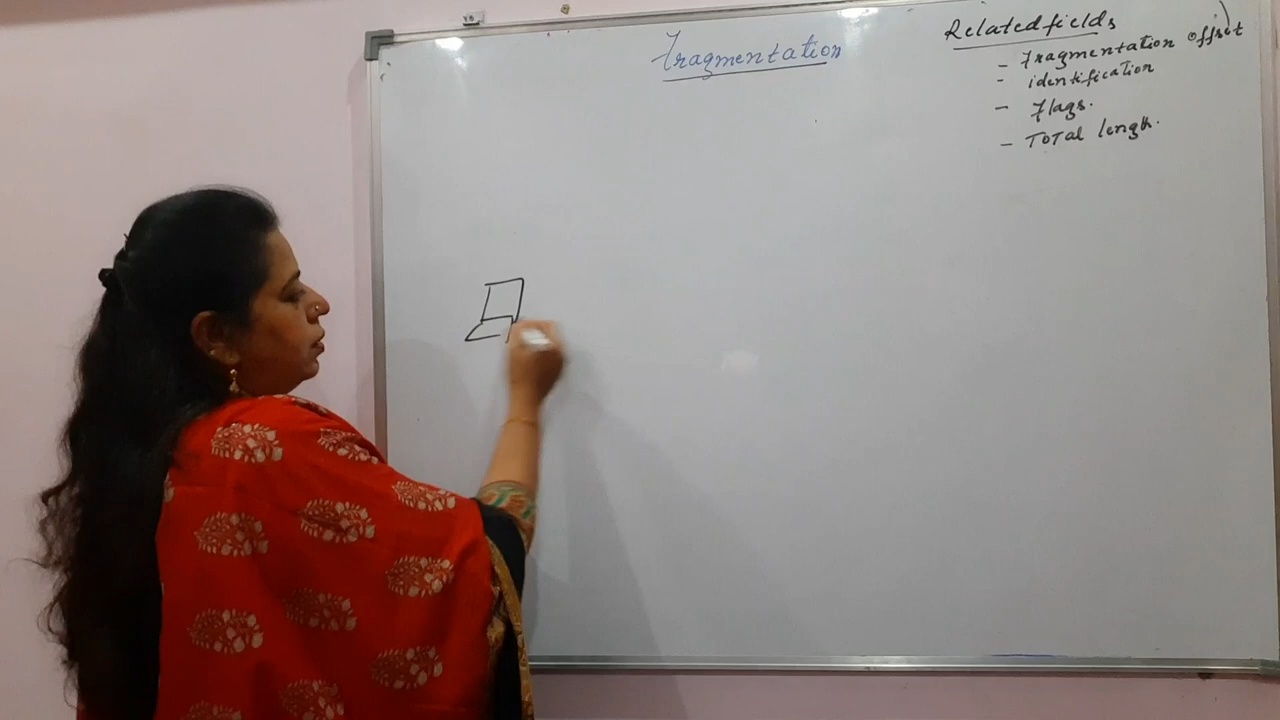 Fragmentation
Related fields
- Fragmentation offset
- identification
- Flags.
- Total length.